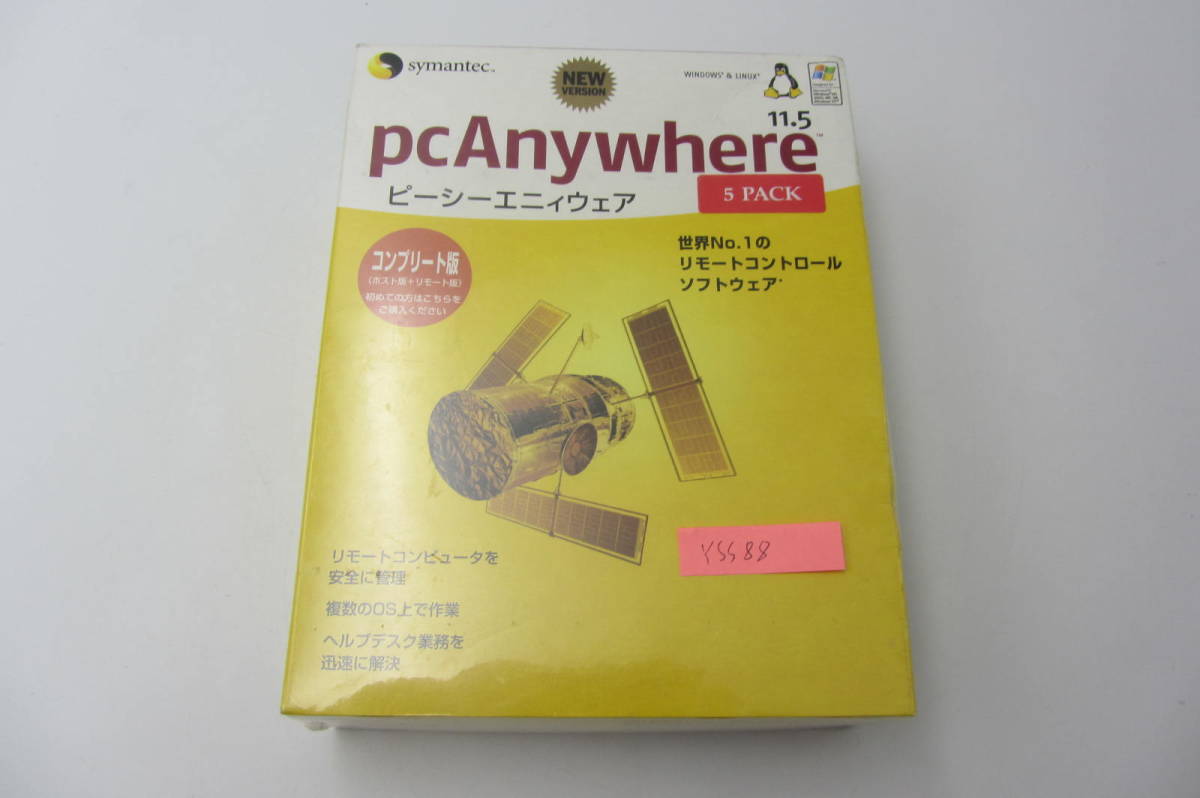 symantec™
NEW
VERSION
WINDOWS® & LINUX®
11.5
pcAnywhere™
ピーシーエニィウェア
5 PACK
コンプリート版
(ホスト版+リモート版)
初めての方はこちらを
ご購入ください
世界No.1の
リモートコントロール
ソフトウェア*
YSS88
リモートコンピュータを
安全に管理
複数のOS上で作業
ヘルプデスク業務を
迅速に解決